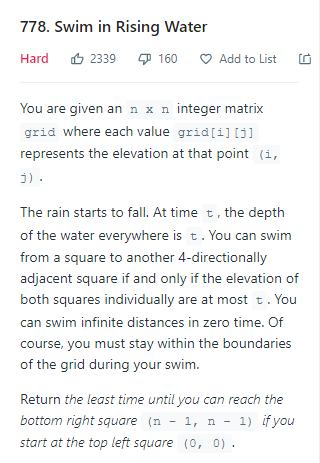 778. Swim in Rising Water
Hard 2339 160 Add to List
You are given an n x n integer matrix
grid where each value grid[i][j]
represents the elevation at that point (i,
j) .
The rain starts to fall. At time t , the depth
of the water everywhere is t . You can swim
from a square to another 4-directionally
adjacent square if and only if the elevation of
both squares individually are at most t . You
can swim infinite distances in zero time. Of
course, you must stay within the boundaries
of the grid during your swim.
Return the least time until you can reach the
bottom right square (n - 1, n - 1) if you
start at the top left square (0, 0) .